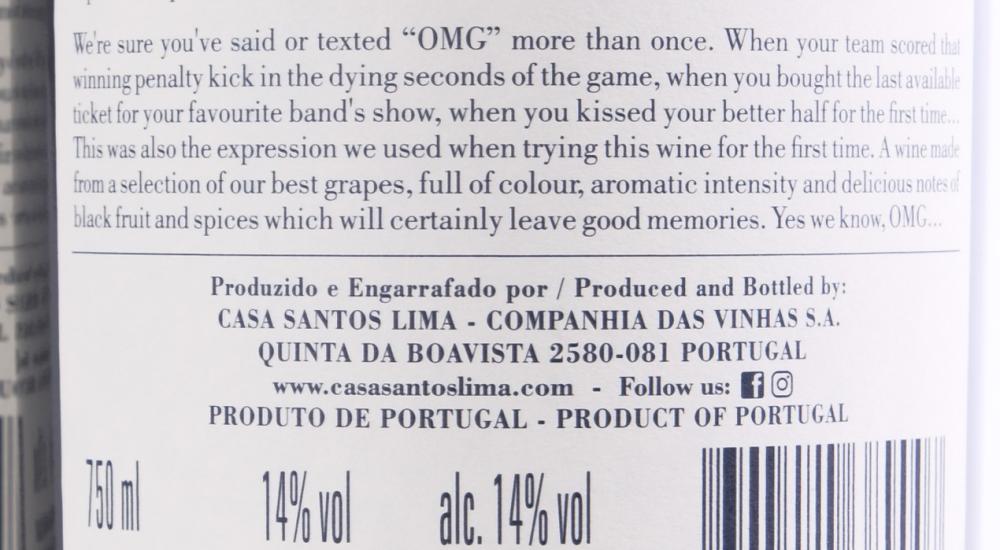 We're sure you've said or texted “OMG” more than once. When your team scored that
winning penalty kick in the dying seconds of the game, when you bought the last available
ticket for your favourite band's show, when you kissed your better half for the first time...
This was also the expression we used when trying this wine for the first time. A wine made
from a selection of our best grapes, full of colour, aromatic intensity and delicious notes of
black fruit and spices which will certainly leave good memories. Yes we know, OMG...
Produzido e Engarrafado por / Produced and Bottled by:
CASA SANTOS LIMA - COMPANHIA DAS VINHAS S.A.
QUINTA DA BOAVISTA 2580-081 PORTUGAL
www.casasantoslima.com - Follow us:
PRODUTO DE PORTUGAL - PRODUCT OF PORTUGAL
750 ml 14% vol alc. 14% vol